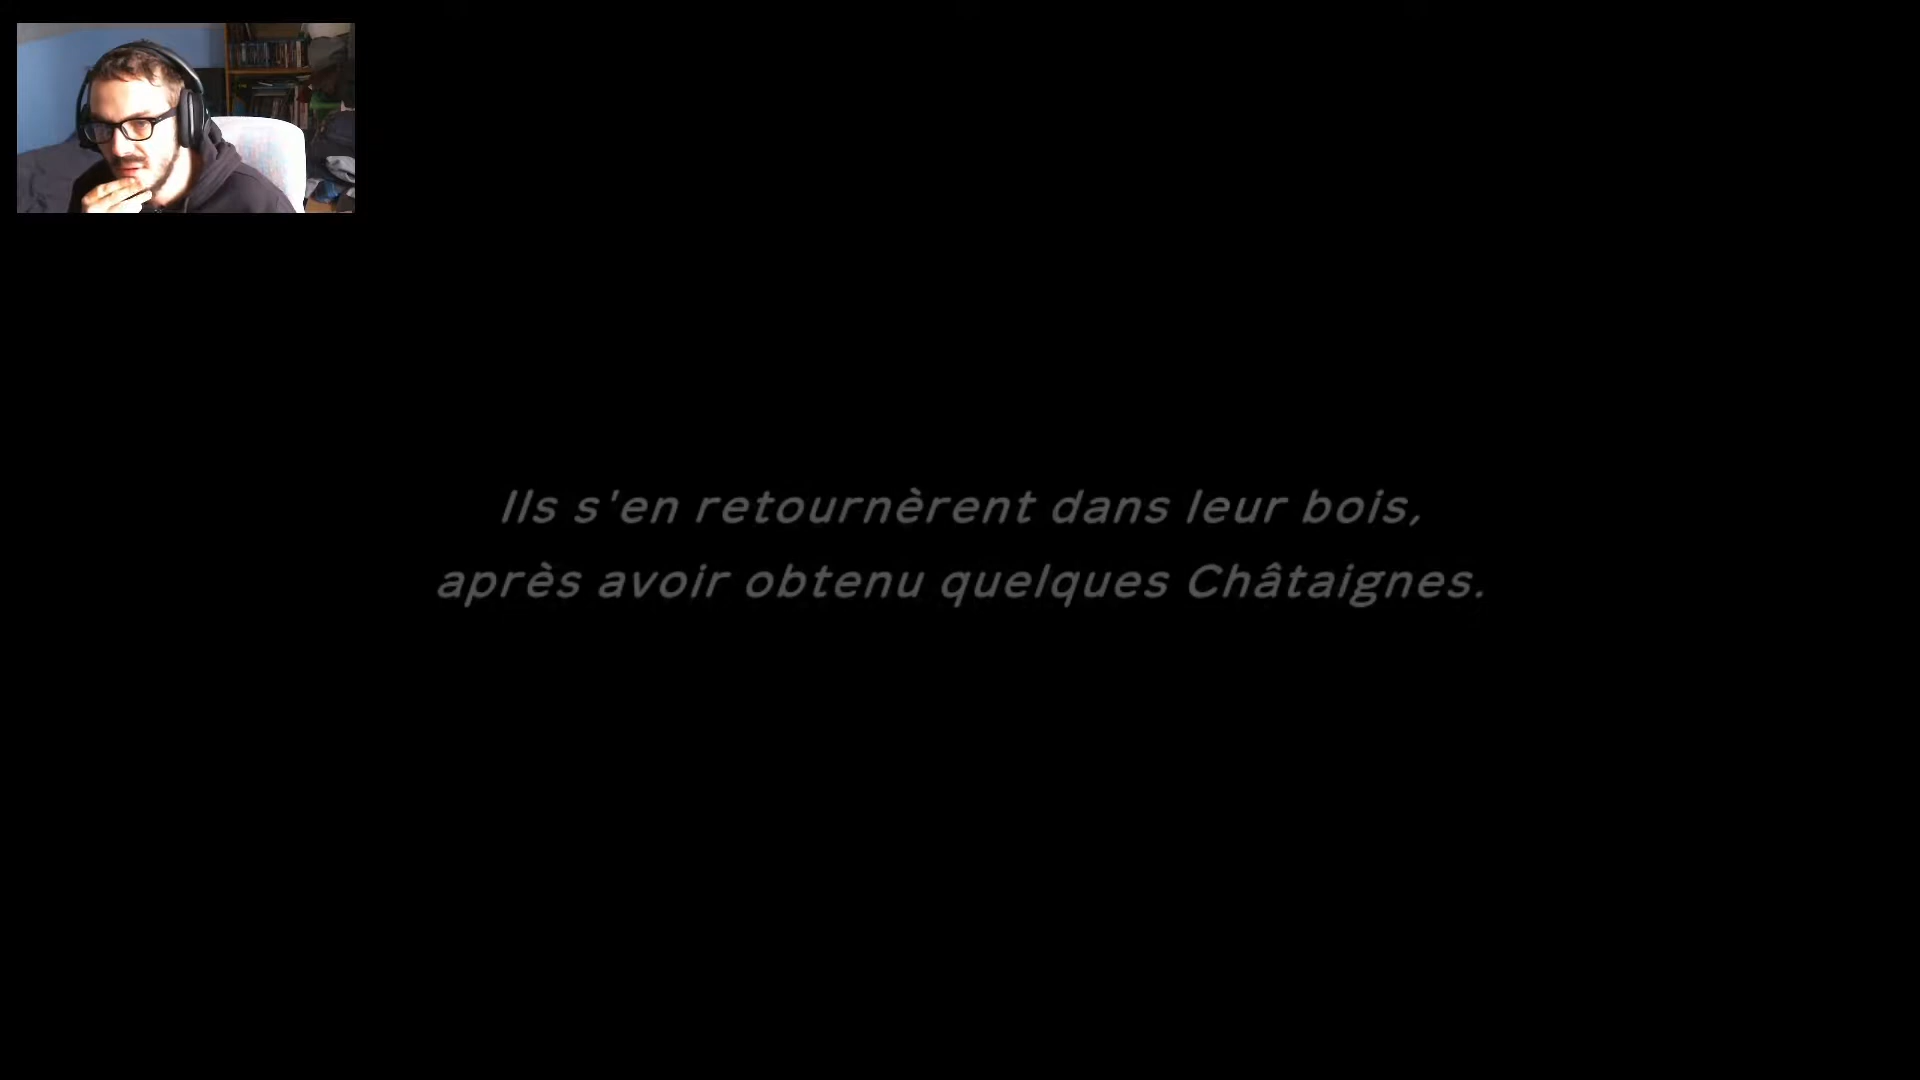 Ils s'en retournèrent dans leur bois,
après avoir obtenu quelques Châtaignes.